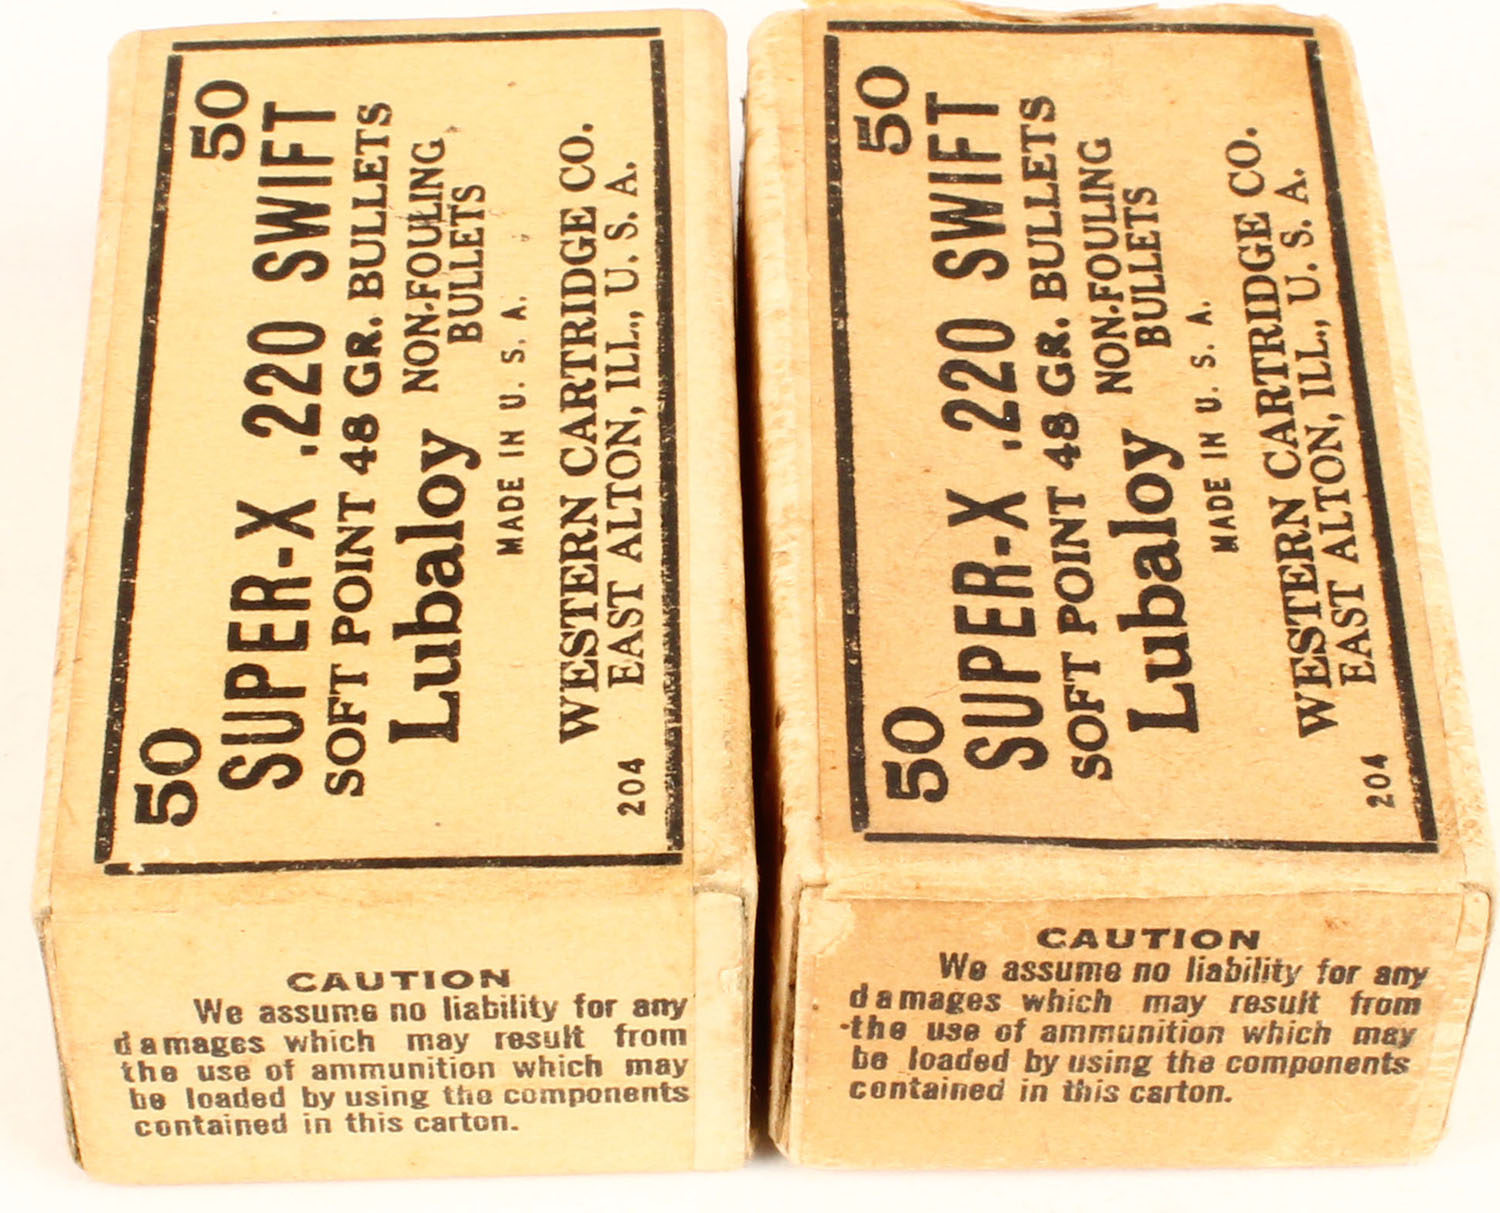 50 50
SUPER-X .220 SWIFT
SOFT POINT 48 GR. BULLETS
Lubaloy NON-FOULING
BULLETS
MADE IN U. S. A.
WESTERN CARTRIDGE CO.
204 EAST ALTON, ILL., U. S. A.
CAUTION
We assume no liability for any
damages which may result from
the use of ammunition which may
be loaded by using the components
contained in this carton.
50 50
SUPER-X .220 SWIFT
SOFT POINT 48 GR. BULLETS
Lubaloy NON-FOULING
BULLETS
MADE IN U. S. A.
WESTERN CARTRIDGE CO.
204 EAST ALTON, ILL., U. S. A.
CAUTION
We assume no liability for any
damages which may result from
the use of ammunition which may
be loaded by using the components
contained in this carton.